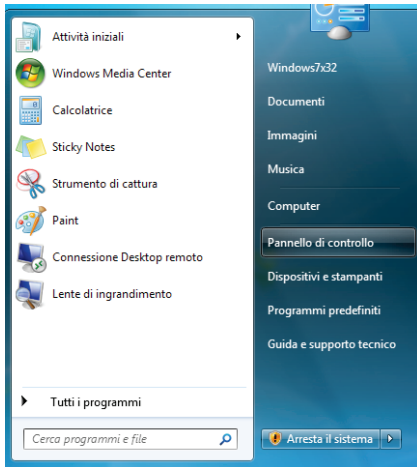 Attività iniziali
Windows Media Center
Calcolatrice
Sticky Notes
Strumento di cattura
Paint
Connessione Desktop remoto
Lente di ingrandimento
Tutti i programmi
Cerca programmi e file
Windows7x32
Documenti
Immagini
Musica
Computer
Pannello di controllo
Dispositivi e stampanti
Programmi predefiniti
Guida e supporto tecnico
Arresta il sistema